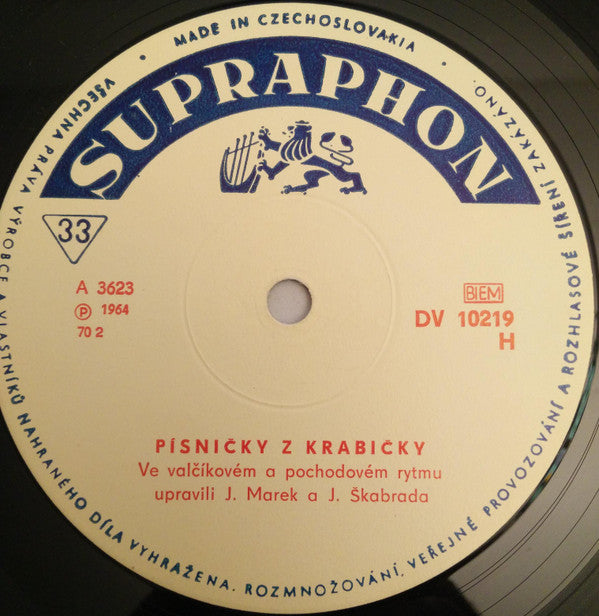 MADE IN CZECHOSLOVAKIA
SUPRAPHON
33
A 3623
Ⓟ 1964
70 2
BIEM
DV 10219
H
PÍSNIČKY Z KRABIČKY
Ve valčíkovém a pochodovém rytmu
upravili J. Marek a J. Škabrada
VŠECHNA PRÁVA VÝROBCE A VLASTNÍKŮ NAHRANÉHO DÍLA VYHRAŽENA. ROZMNOŽOVÁNÍ, VEŘEJNÉ PROVOZOVÁNÍ A ROZHLASOVÉ ŠÍŘENÍ ZAKÁZÁNO.